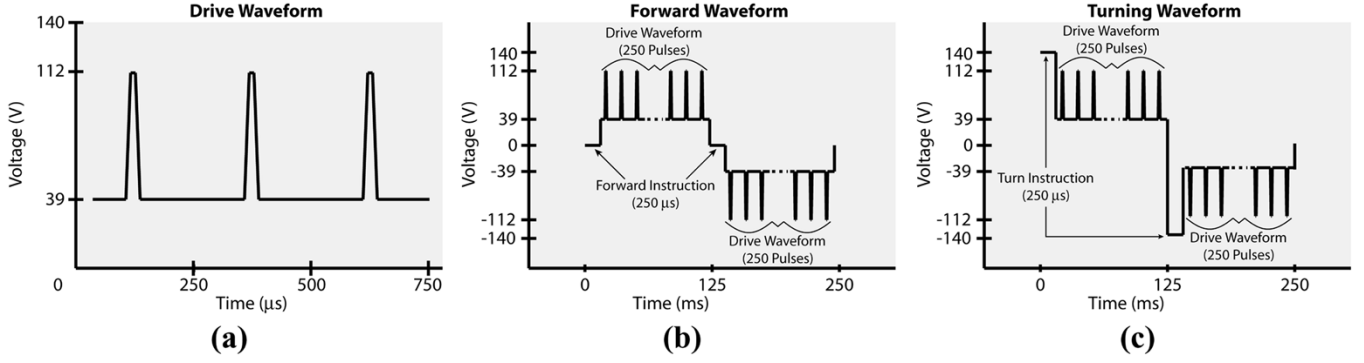 Drive Waveform
140
112
39
0
250
500
750
Voltage (V)
Time (μs)
(a)
Forward Waveform
Drive Waveform
(250 Pulses)
140
112
39
0
-39
-112
-140
Voltage (V)
Forward Instruction
(250 μs)
Drive Waveform
(250 Pulses)
0
125
250
Time (ms)
(b)
Turning Waveform
Drive Waveform
(250 Pulses)
140
112
39
0
-39
-112
-140
Voltage (V)
Turn Instruction
(250 μs)
Drive Waveform
(250 Pulses)
0
125
250
Time (ms)
(c)